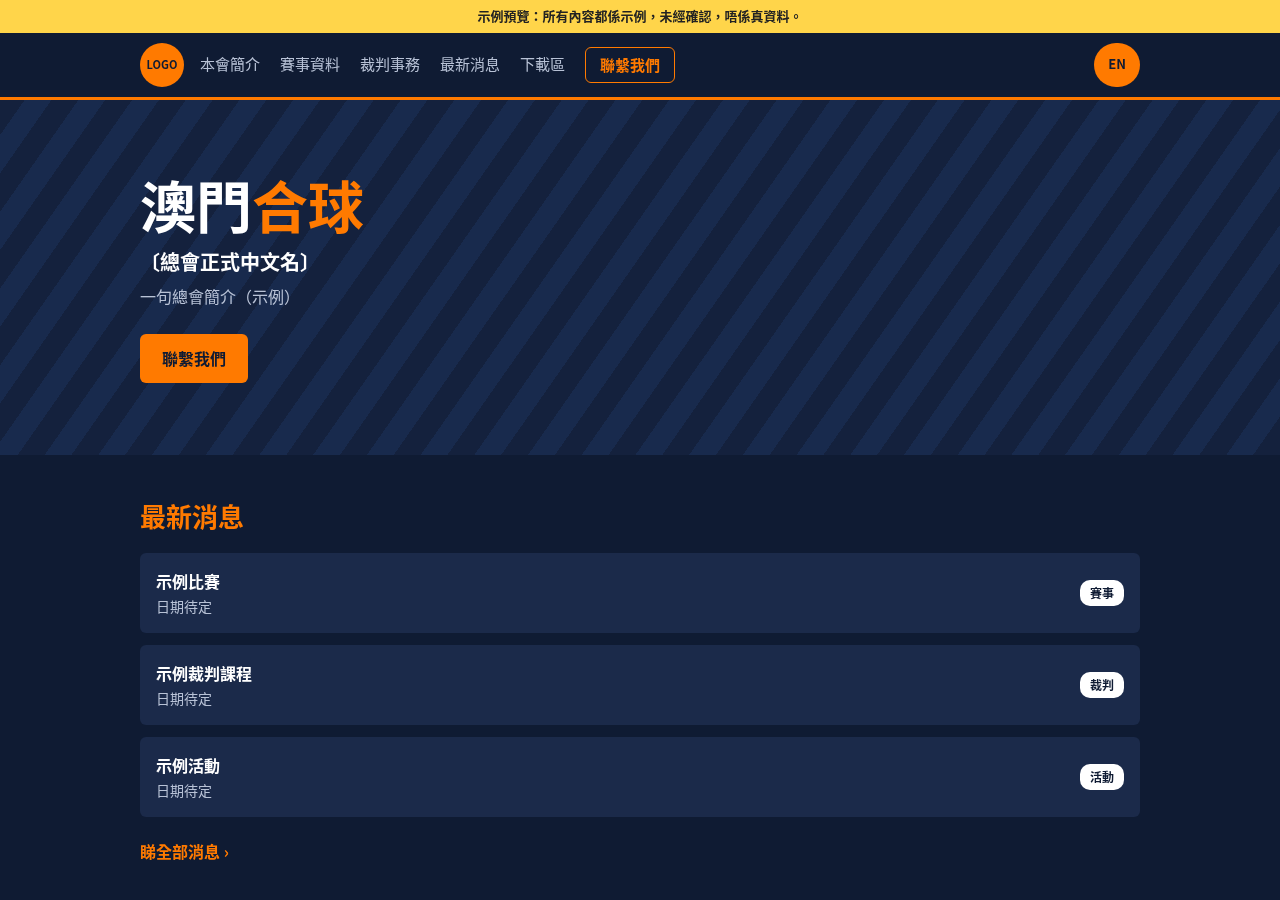 示例預覽：所有內容都係示例，未經確認，唔係真資料。
LOGO 本會簡介 賽事資料 裁判事務 最新消息 下載區 聯繫我們 EN
澳門合球
〔總會正式中文名〕
一句總會簡介（示例）
聯繫我們
最新消息
示例比賽
日期待定
賽事
示例裁判課程
日期待定
裁判
示例活動
日期待定
活動
睇全部消息 ›